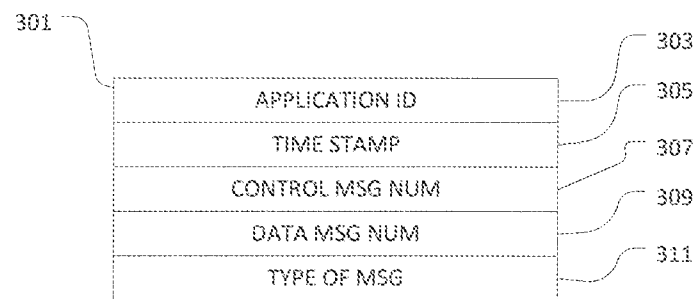 301
303
APPLICATION ID
305
TIME STAMP
307
CONTROL MSG NUM
309
DATA MSG NUM
311
TYPE OF MSG